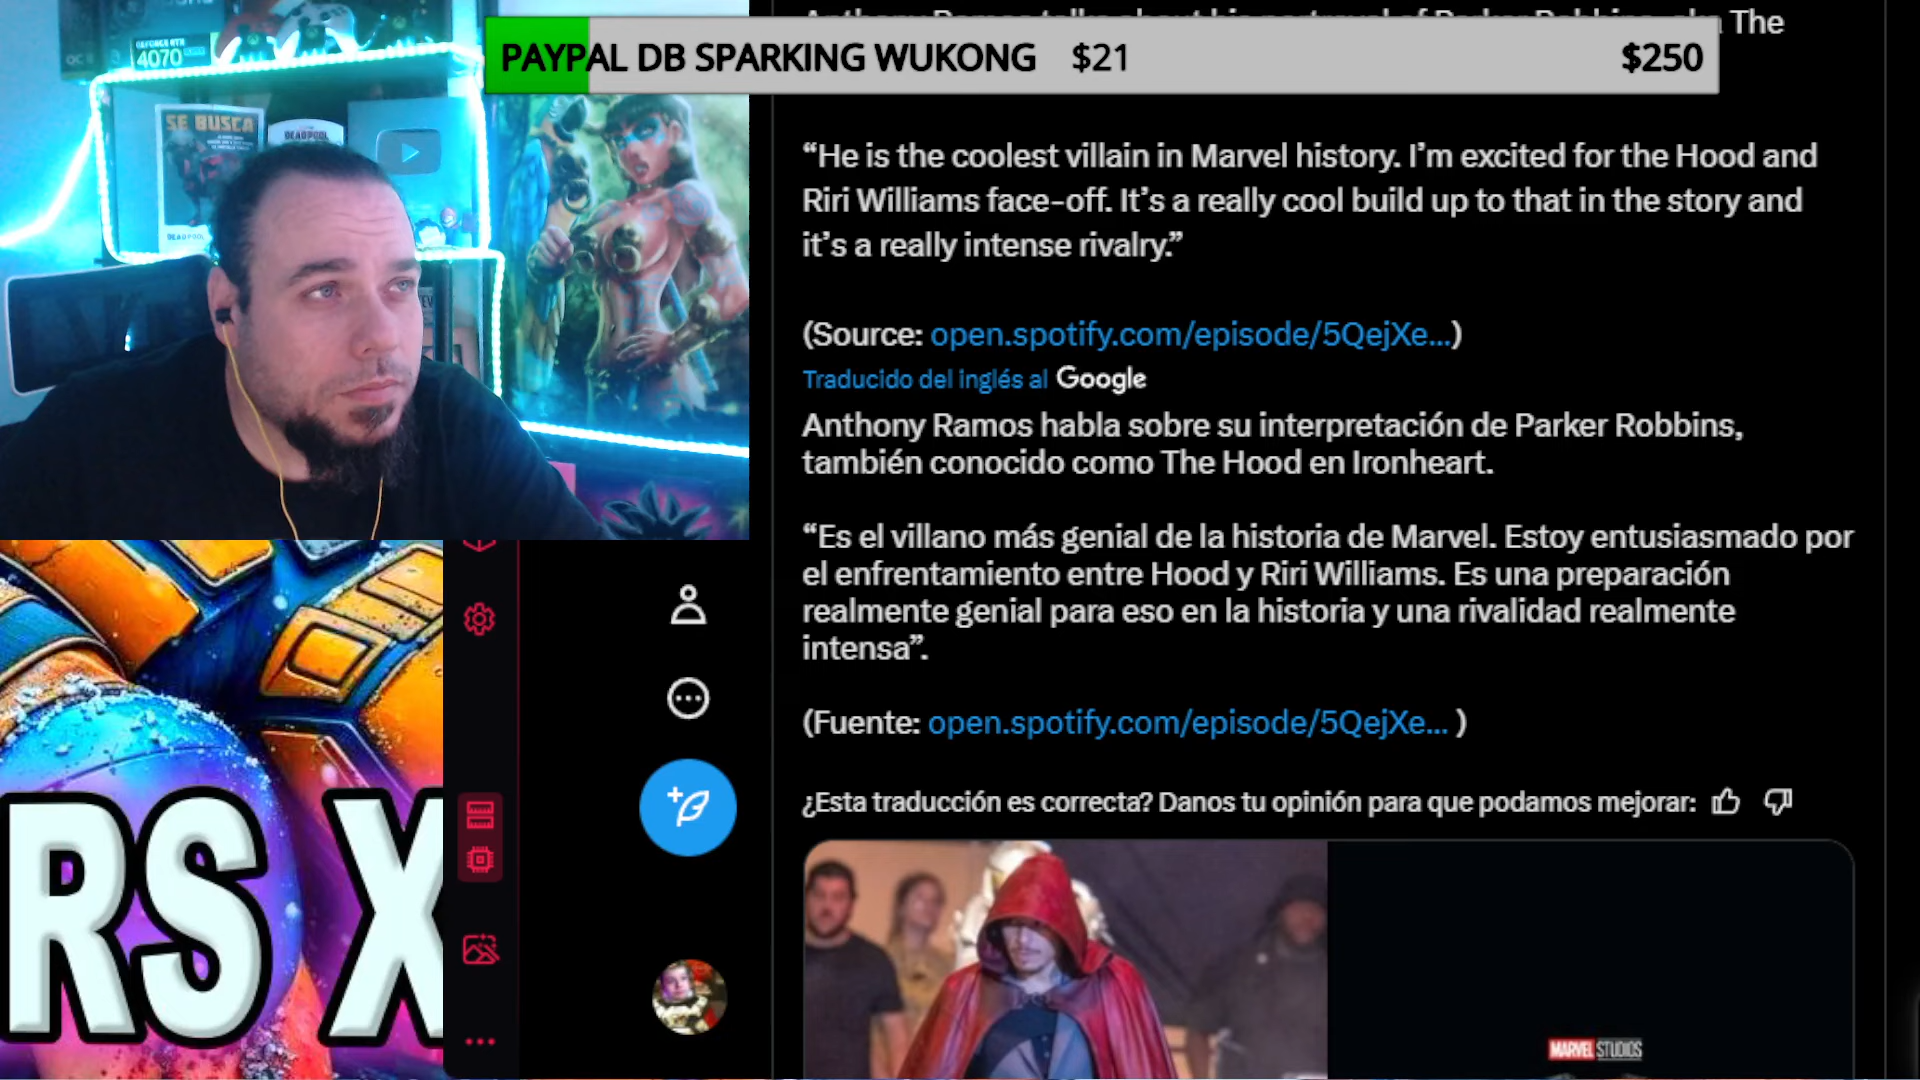 The
PAYPAL DB SPARKING WUKONG $21 $250
4070
SE BUSCA
DEADPOOL
DEADPOOL
“He is the coolest villain in Marvel history. I’m excited for the Hood and
Riri Williams face-off. It’s a really cool build up to that in the story and
it’s a really intense rivalry.”
(Source: open.spotify.com/episode/5QejXe...)
Traducido del inglés al Google
Anthony Ramos habla sobre su interpretación de Parker Robbins,
también conocido como The Hood en Ironheart.
“Es el villano más genial de la historia de Marvel. Estoy entusiasmado por
el enfrentamiento entre Hood y Riri Williams. Es una preparación
realmente genial para eso en la historia y una rivalidad realmente
intensa”.
(Fuente: open.spotify.com/episode/5QejXe... )
¿Esta traducción es correcta? Danos tu opinión para que podamos mejorar:
RS X
MARVEL STUDIOS